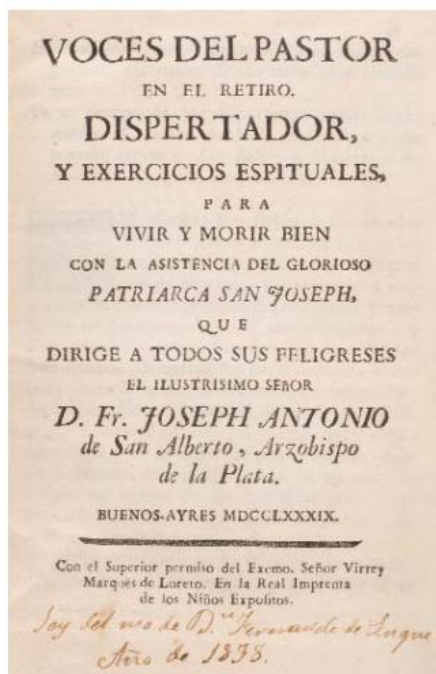 VOCES DEL PASTOR
EN EL RETIRO.
DISPERTADOR,
Y EXERCICIOS ESPITUALES,
PARA
VIVIR Y MORIR BIEN
CON LA ASISTENCIA DEL GLORIOSO
PATRIARCA SAN JOSEPH,
QUE
DIRIGE A TODOS SUS FELIGRESES
EL ILUSTRISIMO SEñOR
D. Fr. JOSEPH ANTONIO
de San Alberto, Arzobispo
de la Plata.
BUENOS-AYRES MDCCLXXXIX.
Con el Superior permiso del Exemo. Señor Virrey
Marqués de Loreto. En la Real Imprenta
de los Niños Expositos.
Soy del uso de D.ⁿ Fernando de Luque
Año de 1838.